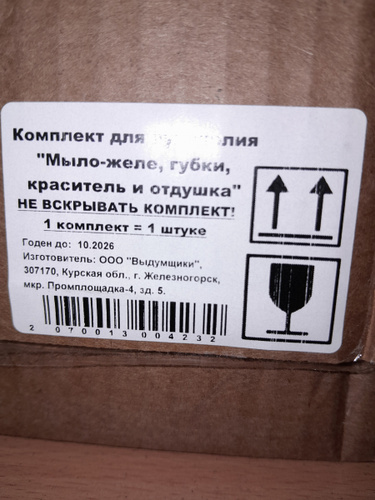 Комплект для
"Мыло-желе, губки,
краситель и отдушка"
НЕ ВСКРЫВАТЬ КОМПЛЕКТ!
1 комплект = 1 штуке
Годен до: 10.2026
Изготовитель: ООО "Выдумщики",
307170, Курская обл., г. Железногорск,
мкр. Промплощадка-4, зд. 5.
2 070013 004232